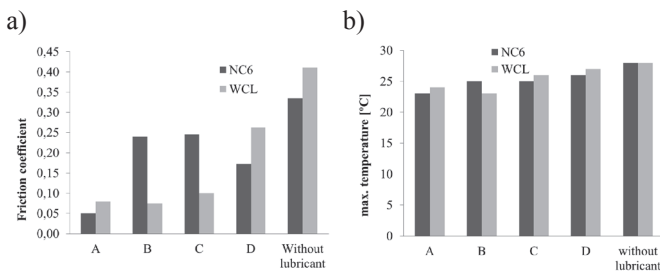 a)
Friction coefficient
0,45
0,40
0,35
0,30
0,25
0,20
0,15
0,10
0,05
0,00
NC6
WCL
A B C D Without
lubricant
b)
max. temperature [°C]
30
25
20
15
10
5
0
NC6
WCL
A B C D without
lubricant